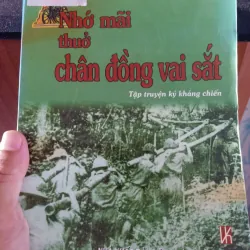 Nhớ mãi
thuở
chân đồng vai sắt
Tập truyện ký kháng chiến